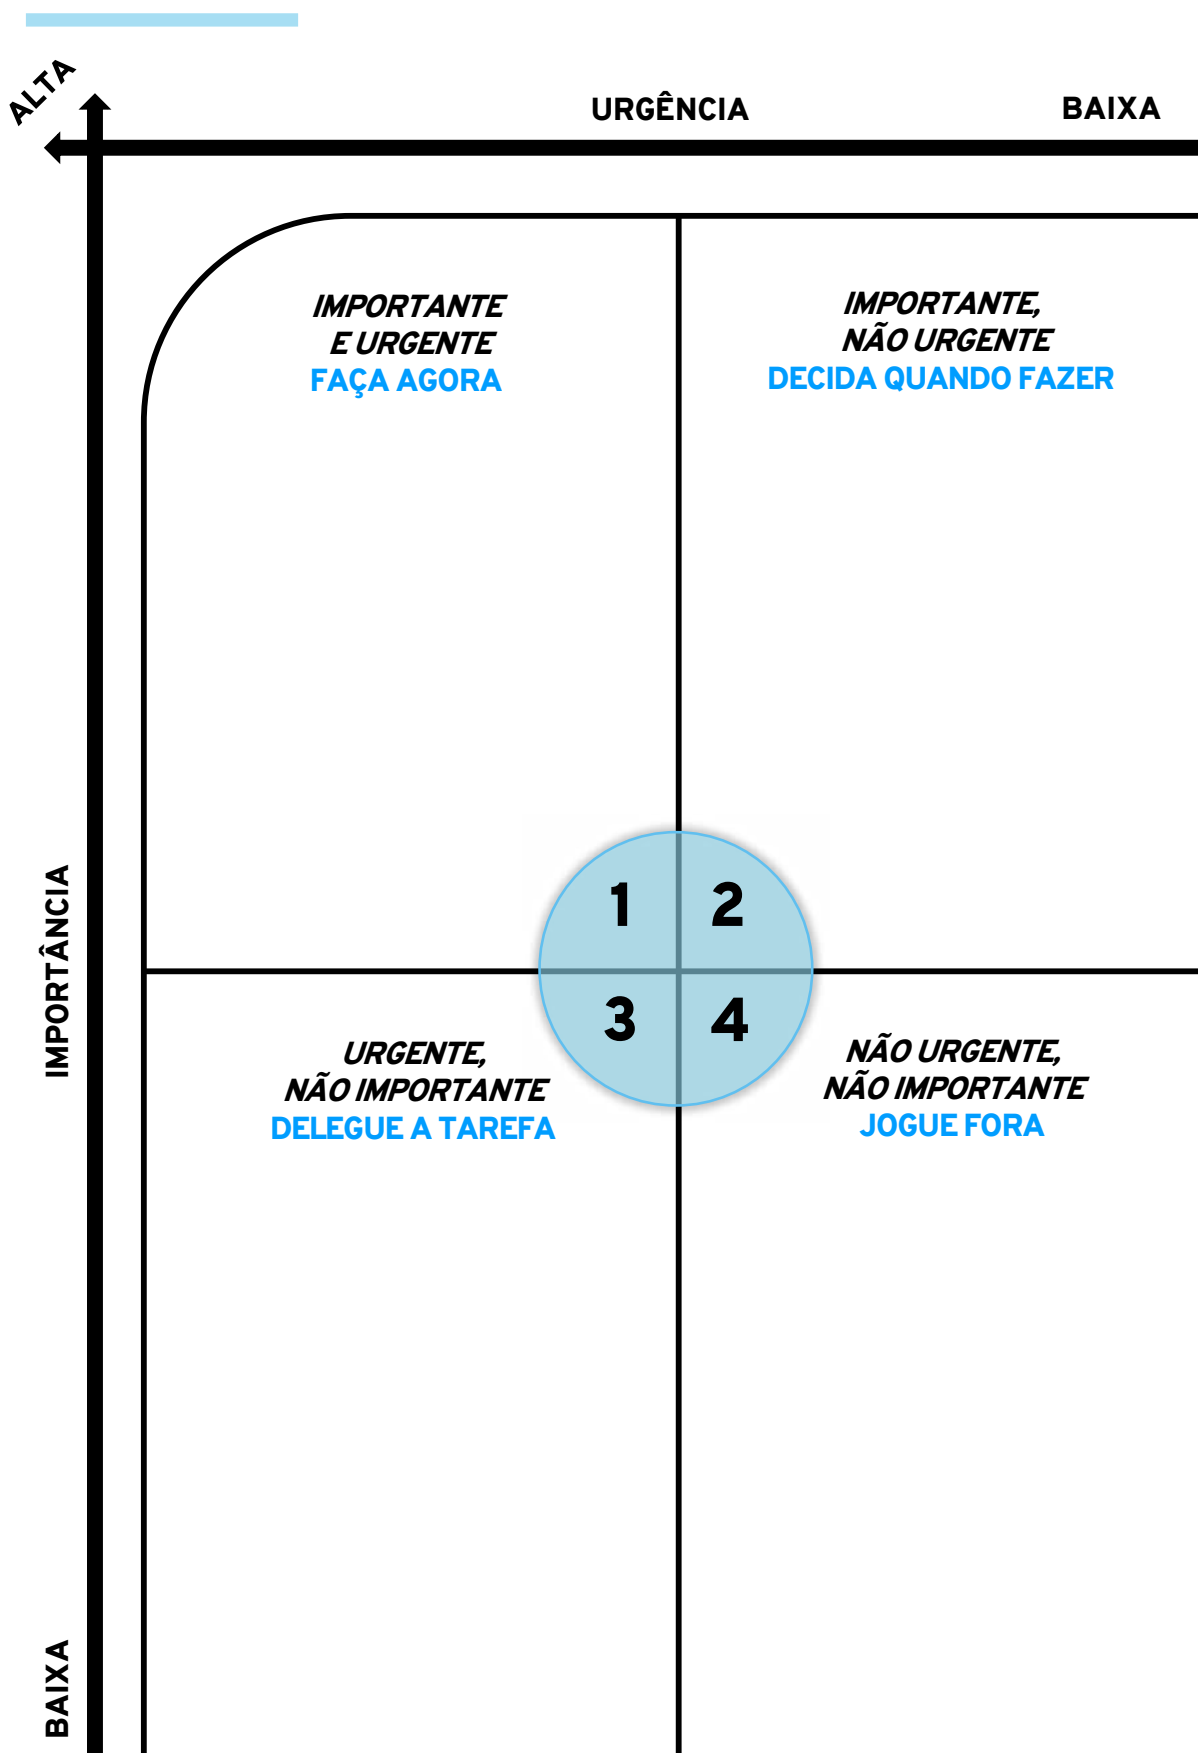 ALTA
URGÊNCIA
BAIXA
IMPORTANTE
E URGENTE
FAÇA AGORA
IMPORTANTE,
NÃO URGENTE
DECIDA QUANDO FAZER
IMPORTÂNCIA
1
2
3
4
URGENTE,
NÃO IMPORTANTE
DELEGUE A TAREFA
NÃO URGENTE,
NÃO IMPORTANTE
JOGUE FORA
BAIXA